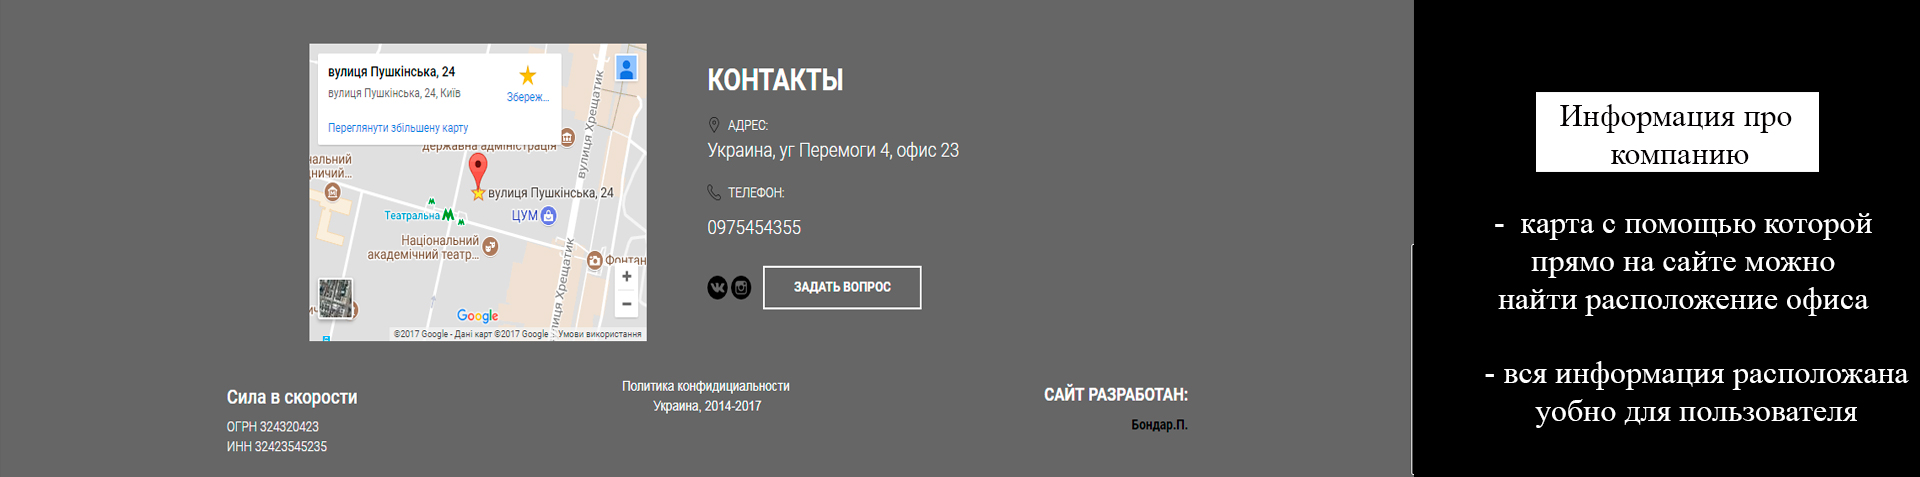 вулиця Пушкінська, 24
вулиця Пушкінська, 24, Київ
Збереж...
Переглянути збільшену карту
державна адміністрація
нальний
дничий...
вулиця Хрещатик
вулиця Пушкінська, 24
Театральна
ЦУМ
Національний
академічний театр...
Фонтан
лиця Хрещатик
Google
©2017 Google - Дані карт ©2017 Google
Умови використання
КОНТАКТЫ
АДРЕС:
Украина, уг Перемоги 4, офис 23
ТЕЛЕФОН:
0975454355
ЗАДАТЬ ВОПРОС
Сила в скорости
ОГРН 324320423
ИНН 32423545235
Политика конфидициальности
Украина, 2014-2017
САЙТ РАЗРАБОТАН:
Бондар.П.
Информация про
компанию
- карта с помощью которой
прямо на сайте можно
найти расположение офиса
- вся информация расположана
уобно для пользователя